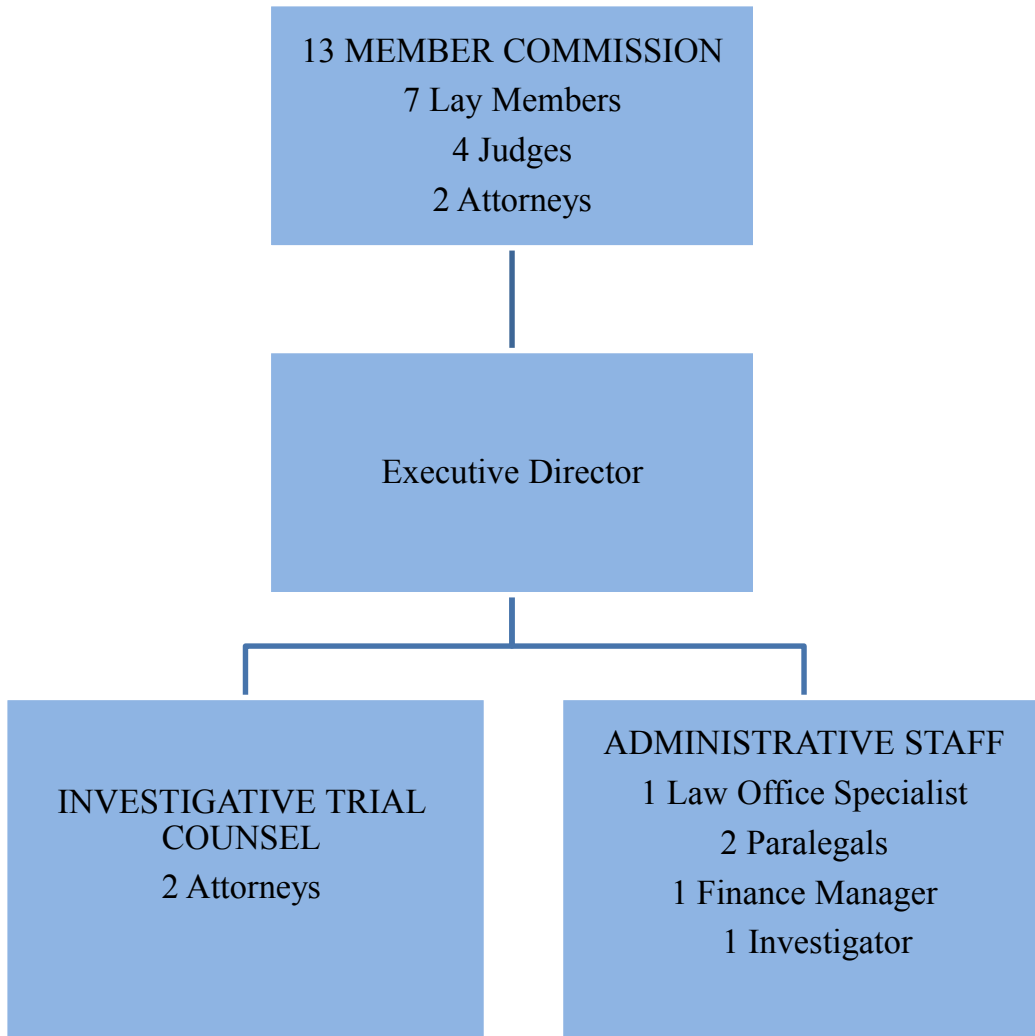 13 MEMBER COMMISSION
7 Lay Members
4 Judges
2 Attorneys
Executive Director
INVESTIGATIVE TRIAL
COUNSEL
2 Attorneys
ADMINISTRATIVE STAFF
1 Law Office Specialist
2 Paralegals
1 Finance Manager
1 Investigator